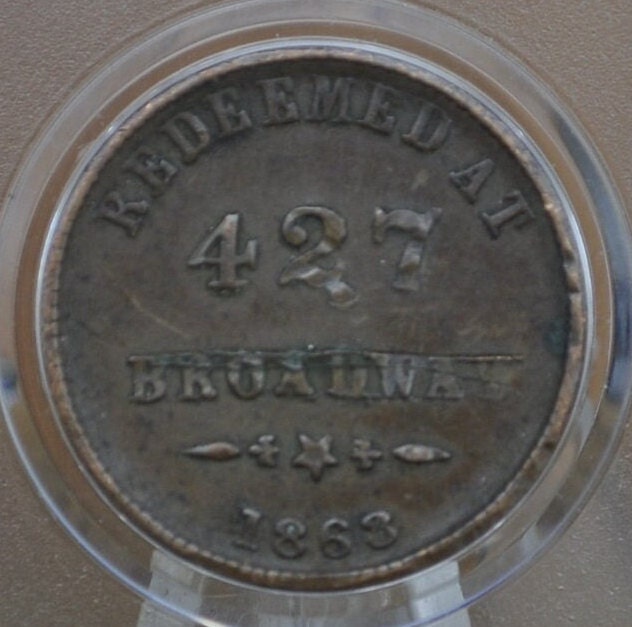 REDEEMED AT
427
BROADWAY
1863